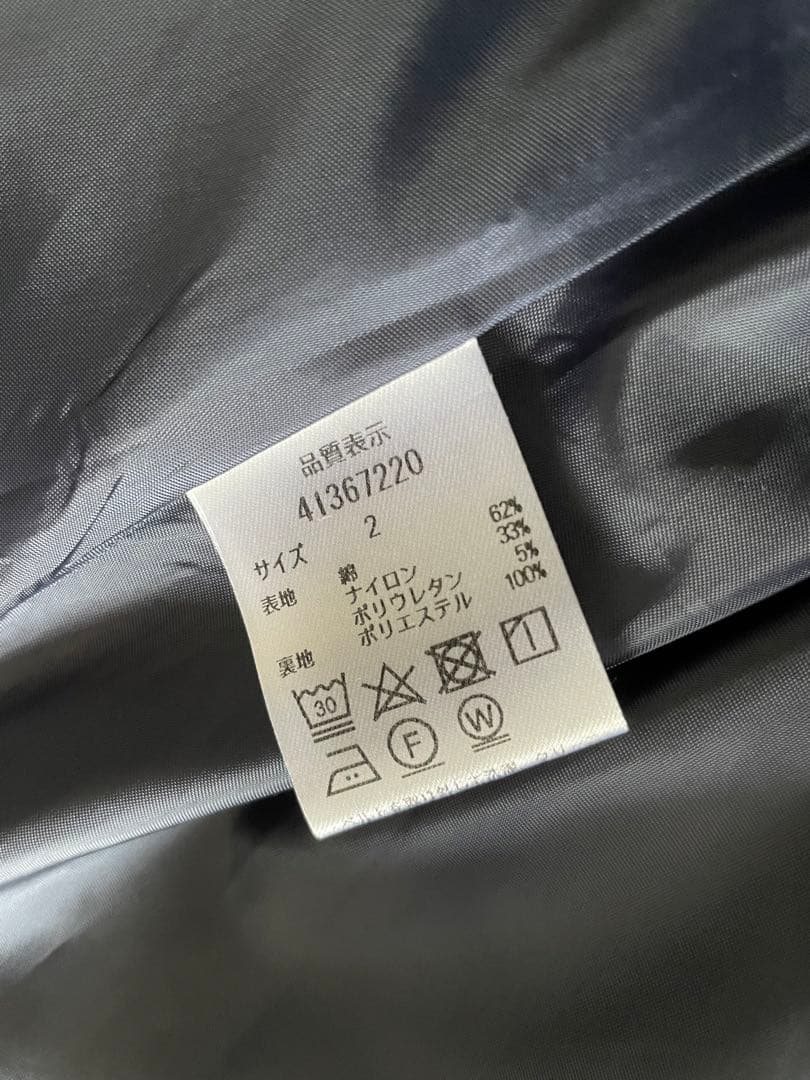 品質表示
41367220
サイズ 2
表地 綿 62%
ナイロン 33%
ポリウレタン 5%
裏地 ポリエステル 100%
30
F W